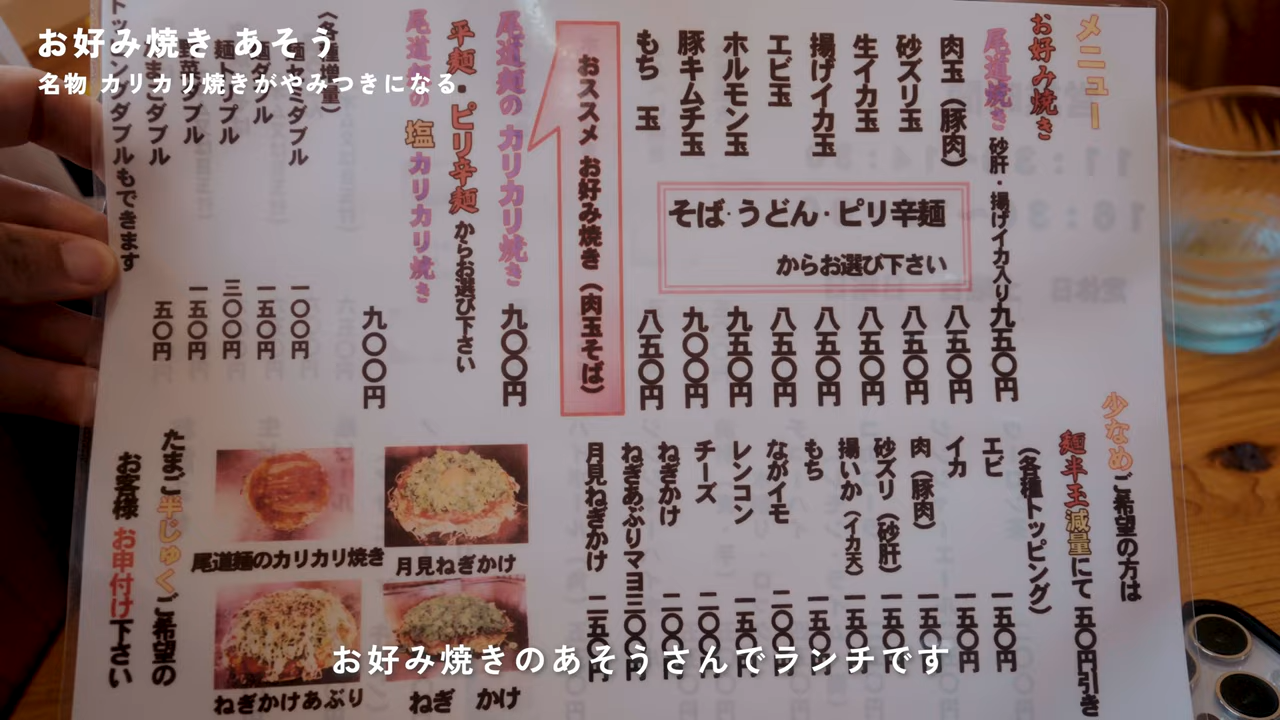 お好み焼き あそう
名物 カリカリ焼きがやみつきになる
メニュー
お好み焼き
尾道焼き 砂肝・揚げイカ入り 九五〇円
肉玉（豚肉） 八五〇円
砂ズリ玉 八五〇円
生イカ玉 八五〇円
揚げイカ玉 八五〇円
エビ玉 八五〇円
ホルモン玉 九五〇円
豚キムチ玉 九〇〇円
もち 玉 八五〇円
そば・うどん・ピリ辛麺
からお選び下さい
おススメ お好み焼き（肉玉そば）
尾道麺の カリカリ焼き 九〇〇円
平麺・ピリ辛麺 からお選び下さい
尾道麺の 塩カリカリ焼き 九〇〇円
（各種増量）
一〇〇円
一五〇円
麺トリプル 三〇〇円
一五〇円
五〇円
ダブルもできます
少なめご希望の方は
麺半玉減量にて 五〇円引き
（各種トッピング）
エビ 一五〇円
イカ 一五〇円
肉（豚肉） 一五〇円
砂ズリ（砂肝） 一五〇円
揚いか（イカ天） 一五〇円
もち 一五〇円
ながイモ 二〇〇円
レンコン 一五〇円
チーズ 二〇〇円
ねぎかけ 二〇〇円
ねぎあぶりマヨ 三〇〇円
月見ねぎかけ 二五〇円
尾道麺のカリカリ焼き
月見ねぎかけ
ねぎかけあぶり
ねぎ かけ
たまご半じゅくご希望の
お客様 お申付け下さい
お好み焼きのあそうさんでランチです